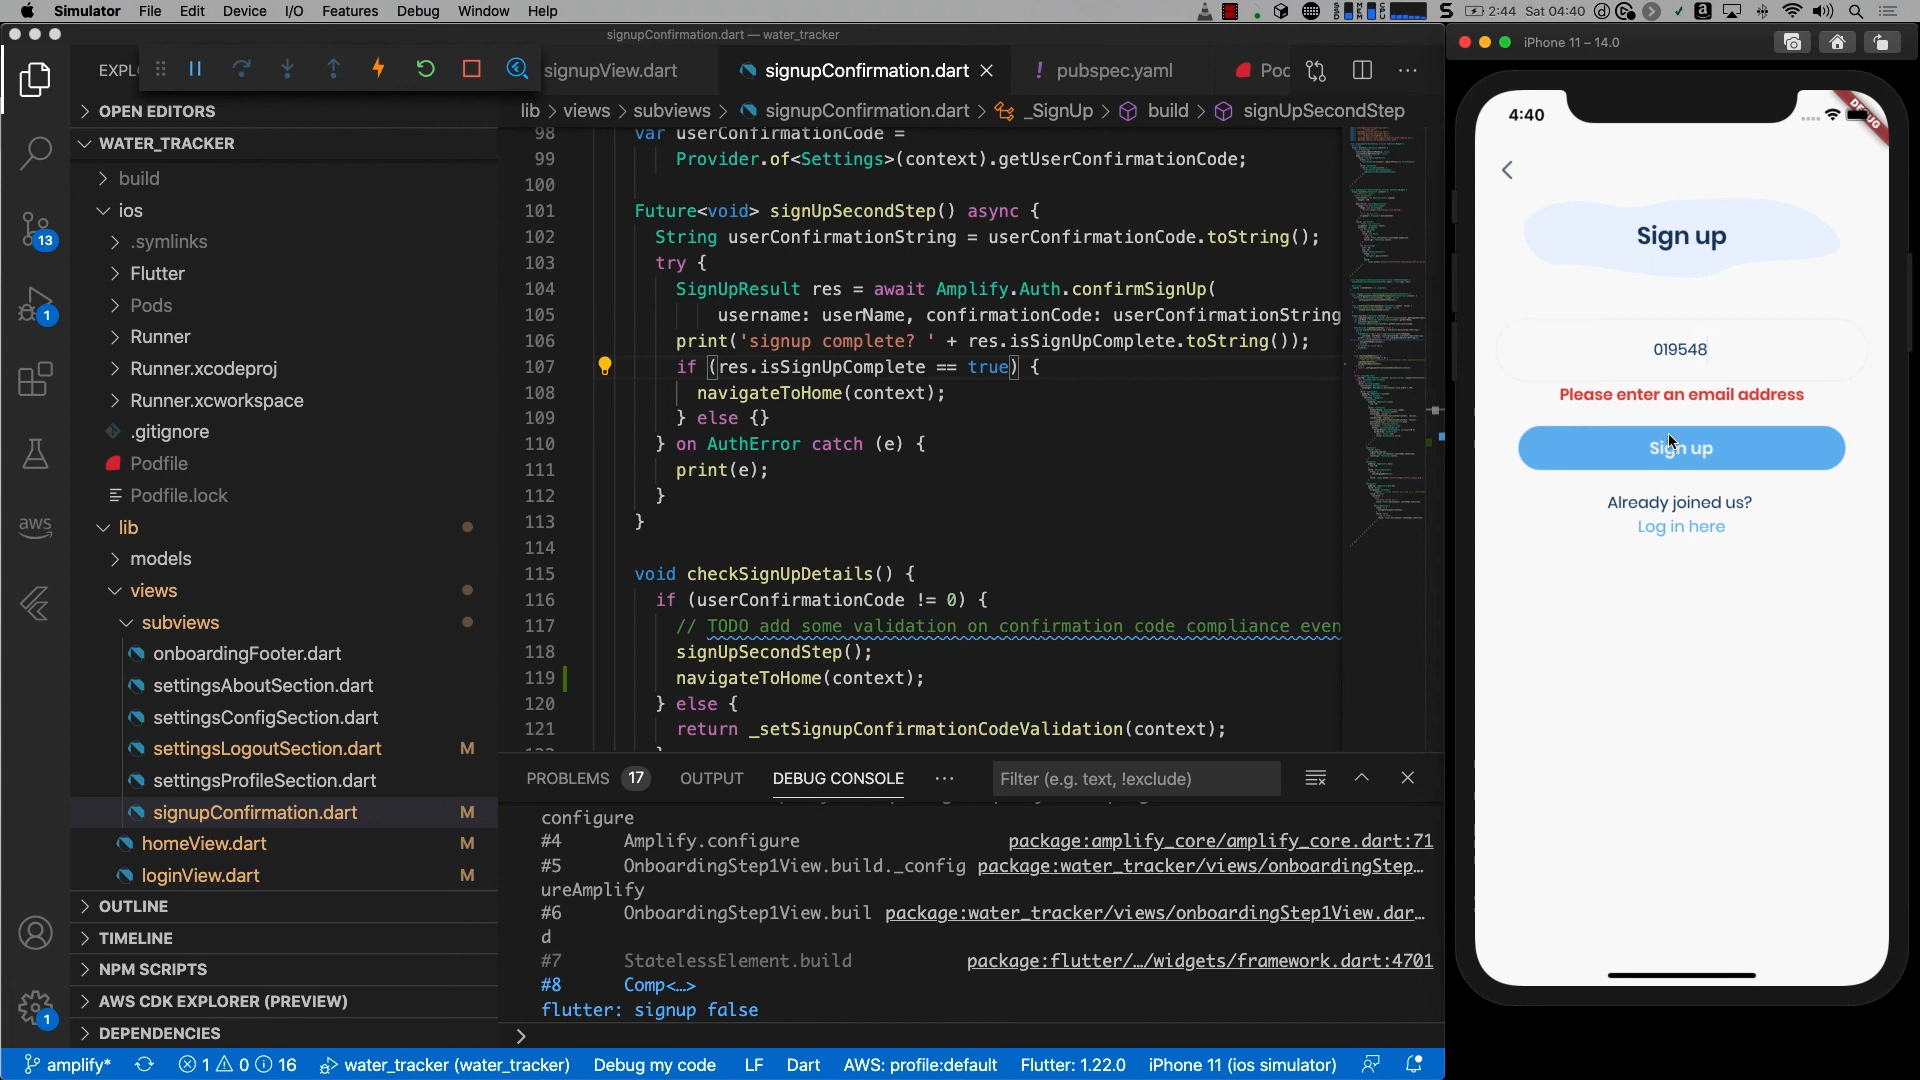 Simulator File Edit Device I/O Features Debug Window Help
2:44 Sat 04:40
signupConfirmation.dart — water_tracker
iPhone 11 – 14.0
EXPL
signupView.dart
signupConfirmation.dart
! pubspec.yaml
Pod
OPEN EDITORS
WATER_TRACKER
build
ios
.symlinks
Flutter
Pods
Runner
Runner.xcodeproj
Runner.xcworkspace
.gitignore
Podfile
Podfile.lock
lib
models
views
subviews
onboardingFooter.dart
settingsAboutSection.dart
settingsConfigSection.dart
settingsLogoutSection.dart M
settingsProfileSection.dart
signupConfirmation.dart M
homeView.dart M
loginView.dart M
OUTLINE
TIMELINE
NPM SCRIPTS
AWS CDK EXPLORER (PREVIEW)
DEPENDENCIES
13
1
aws
1
lib > views > subviews > signupConfirmation.dart > _SignUp > build > signUpSecondStep
98 var userConfirmationCode =
99 Provider.of<Settings>(context).getUserConfirmationCode;
100
101 Future<void> signUpSecondStep() async {
102 String userConfirmationString = userConfirmationCode.toString();
103 try {
104 SignUpResult res = await Amplify.Auth.confirmSignUp(
105 username: userName, confirmationCode: userConfirmationString
106 print('signup complete? ' + res.isSignUpComplete.toString());
107 if (res.isSignUpComplete == true) {
108 navigateToHome(context);
109 } else {}
110 } on AuthError catch (e) {
111 print(e);
112 }
113 }
114
115 void checkSignUpDetails() {
116 if (userConfirmationCode != 0) {
117 // TODO add some validation on confirmation code compliance even
118 signUpSecondStep();
119 navigateToHome(context);
120 } else {
121 return _setSignupConfirmationCodeValidation(context);
PROBLEMS 17 OUTPUT DEBUG CONSOLE ··· Filter (e.g. text, !exclude)
configure
#4 Amplify.configure package:amplify_core/amplify_core.dart:71
#5 OnboardingStep1View.build._config package:water_tracker/views/onboardingStep…
ureAmplify
#6 OnboardingStep1View.buil package:water_tracker/views/onboardingStep1View.dar…
d
#7 StatelessElement.build package:flutter/…/widgets/framework.dart:4701
#8 Comp<…>
flutter: signup false
>
amplify* 1 0 16 water_tracker (water_tracker) Debug my code LF Dart AWS: profile:default Flutter: 1.22.0 iPhone 11 (ios simulator)
4:40
DEBUG
Sign up
019548
Please enter an email address
Sign up
Already joined us?
Log in here